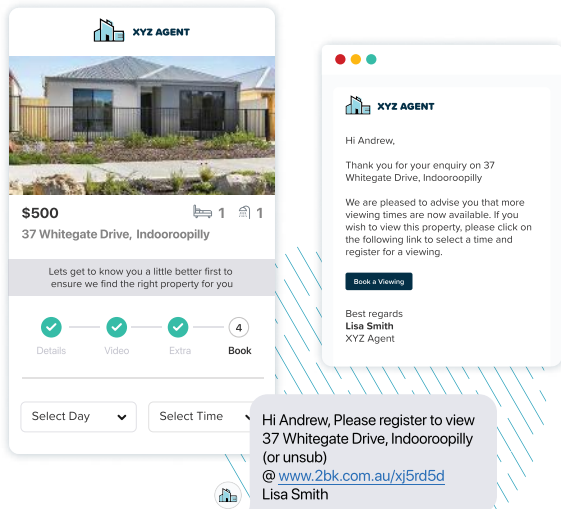 XYZ AGENT
$500
1
1
37 Whitegate Drive, Indooroopilly
Lets get to know you a little better first to
ensure we find the right property for you
4
Details
Video
Extra
Book
Select Day
Select Time
XYZ AGENT
Hi Andrew,
Thank you for your enquiry on 37
Whitegate Drive, Indooroopilly
We are pleased to advise you that more
viewing times are now available. If you
wish to view this property, please click on
the following link to select a time and
register for a viewing.
Book a Viewing
Best regards
Lisa Smith
XYZ Agent
Hi Andrew, Please register to view
37 Whitegate Drive, Indooroopilly
(or unsub)
@ www.2bk.com.au/xj5rd5d
Lisa Smith